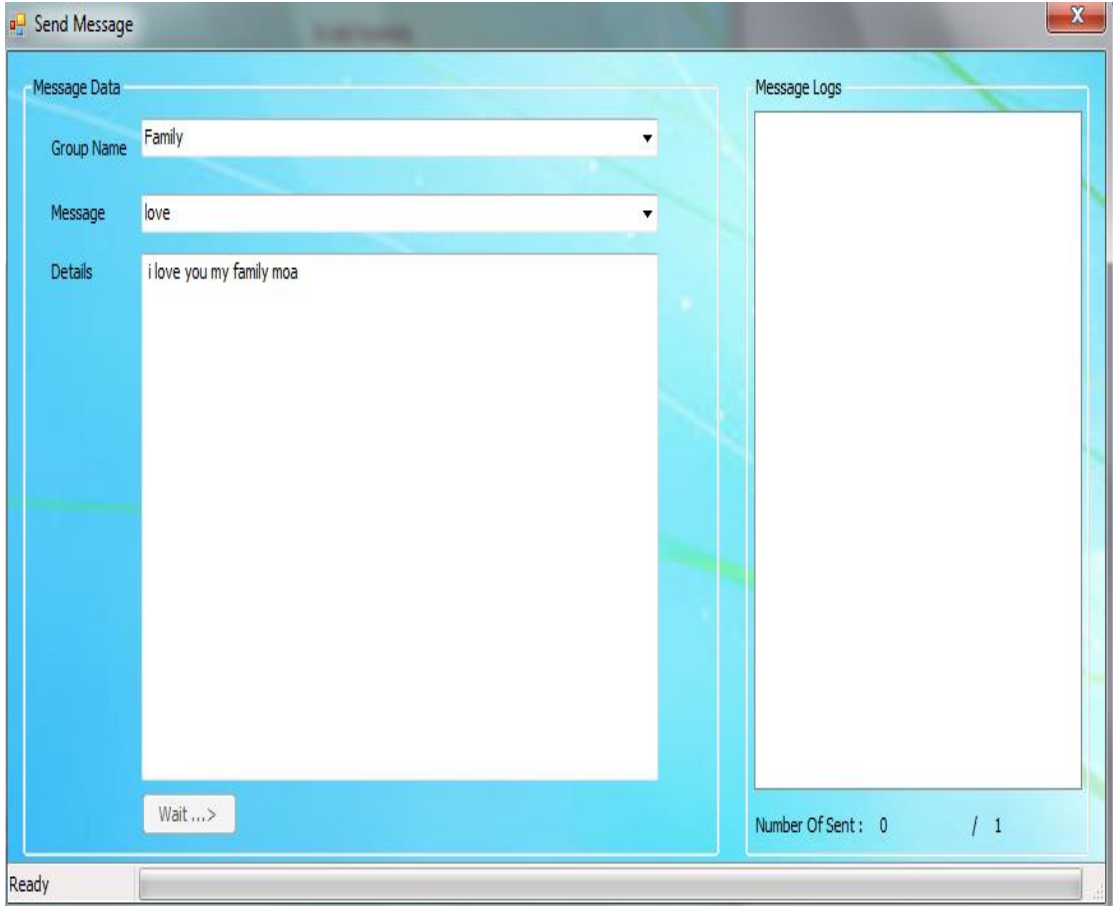 Send Message
X
Message Data
Group Name Family
Message love
Details i love you my family moa
Wait ...>
Message Logs
Number Of Sent : 0 / 1
Ready